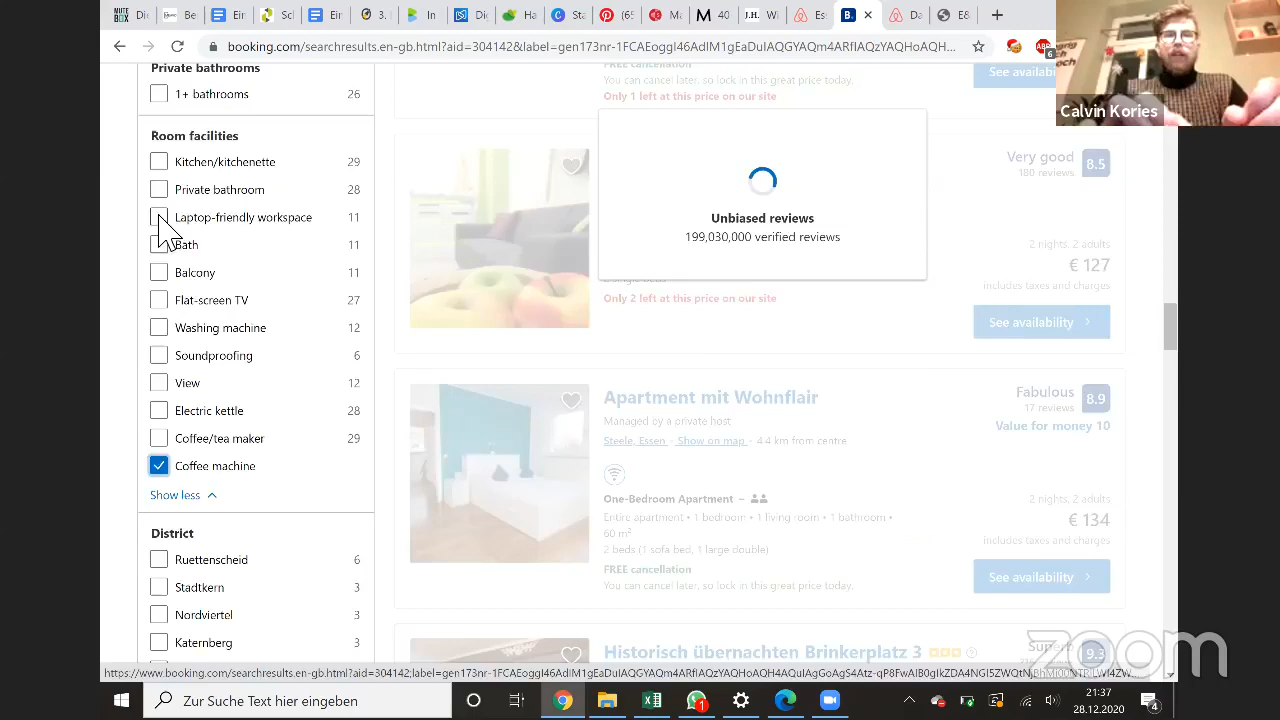 booking.com/searchresults.en-gb.html?aid=304142&label=gen173nr-1FCAEoggI46AdIM1gEaDulAQGYAQm4ARfIAQzYAQHoAQH...
Calvin Kories
Private bathrooms
1+ bathrooms
Room facilities
Kitchen/kitchenette 29
Private bathroom 28
Laptop-friendly workspace 11
Bath 11
Balcony 11
Flat-screen TV 27
Washing machine 12
Soundproofing 6
View 12
Electric kettle 28
Coffee/tea maker 29
Coffee machine
Show less
District
Ruettenscheid 6
Stadtkern 3
Nordviertel 3
Katernberg 3
FREE cancellation
You can cancel later, so lock in this great price today.
Only 1 left at this price on our site
See availability
Unbiased reviews
199,030,000 verified reviews
Very good
180 reviews
8.5
2 nights, 2 adults
€ 127
includes taxes and charges
Only 2 left at this price on our site
See availability
Apartment mit Wohnflair
Managed by a private host
Steele, Essen · Show on map · 4.4 km from centre
Fabulous
17 reviews
8.9
Value for money 10
One-Bedroom Apartment –
Entire apartment • 1 bedroom • 1 living room • 1 bathroom •
60 m²
2 beds (1 sofa bed, 1 large double)
FREE cancellation
You can cancel later, so lock in this great price today.
2 nights, 2 adults
€ 134
includes taxes and charges
See availability
Historisch übernachten Brinkerplatz 3
Superb
9.3
zoom
Zur Suche Text hier eingeben
21:37
28.12.2020
4